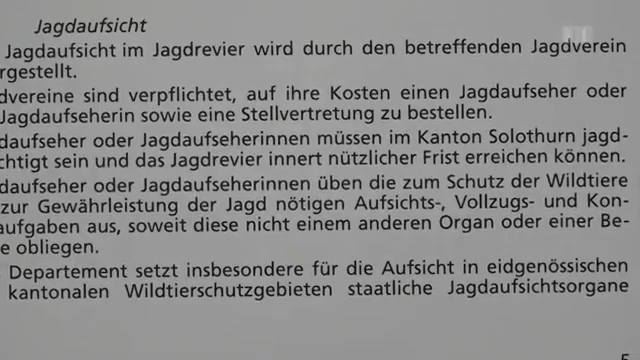 Jagdaufsicht
Jagdaufsicht im Jagdrevier wird durch den betreffenden Jagdverein
rgestellt.
dvereine sind verpflichtet, auf ihre Kosten einen Jagdaufseher oder
Jagdaufseherin sowie eine Stellvertretung zu bestellen.
daufseher oder Jagdaufseherinnen müssen im Kanton Solothurn jagd-
chtigt sein und das Jagdrevier innert nützlicher Frist erreichen können.
daufseher oder Jagdaufseherinnen üben die zum Schutz der Wildtiere
zur Gewährleistung der Jagd nötigen Aufsichts-, Vollzugs- und Kon-
aufgaben aus, soweit diese nicht einem anderen Organ oder einer Be-
e obliegen.
Departement setzt insbesondere für die Aufsicht in eidgenössischen
kantonalen Wildtierschutzgebieten staatliche Jagdaufsichtsorgane